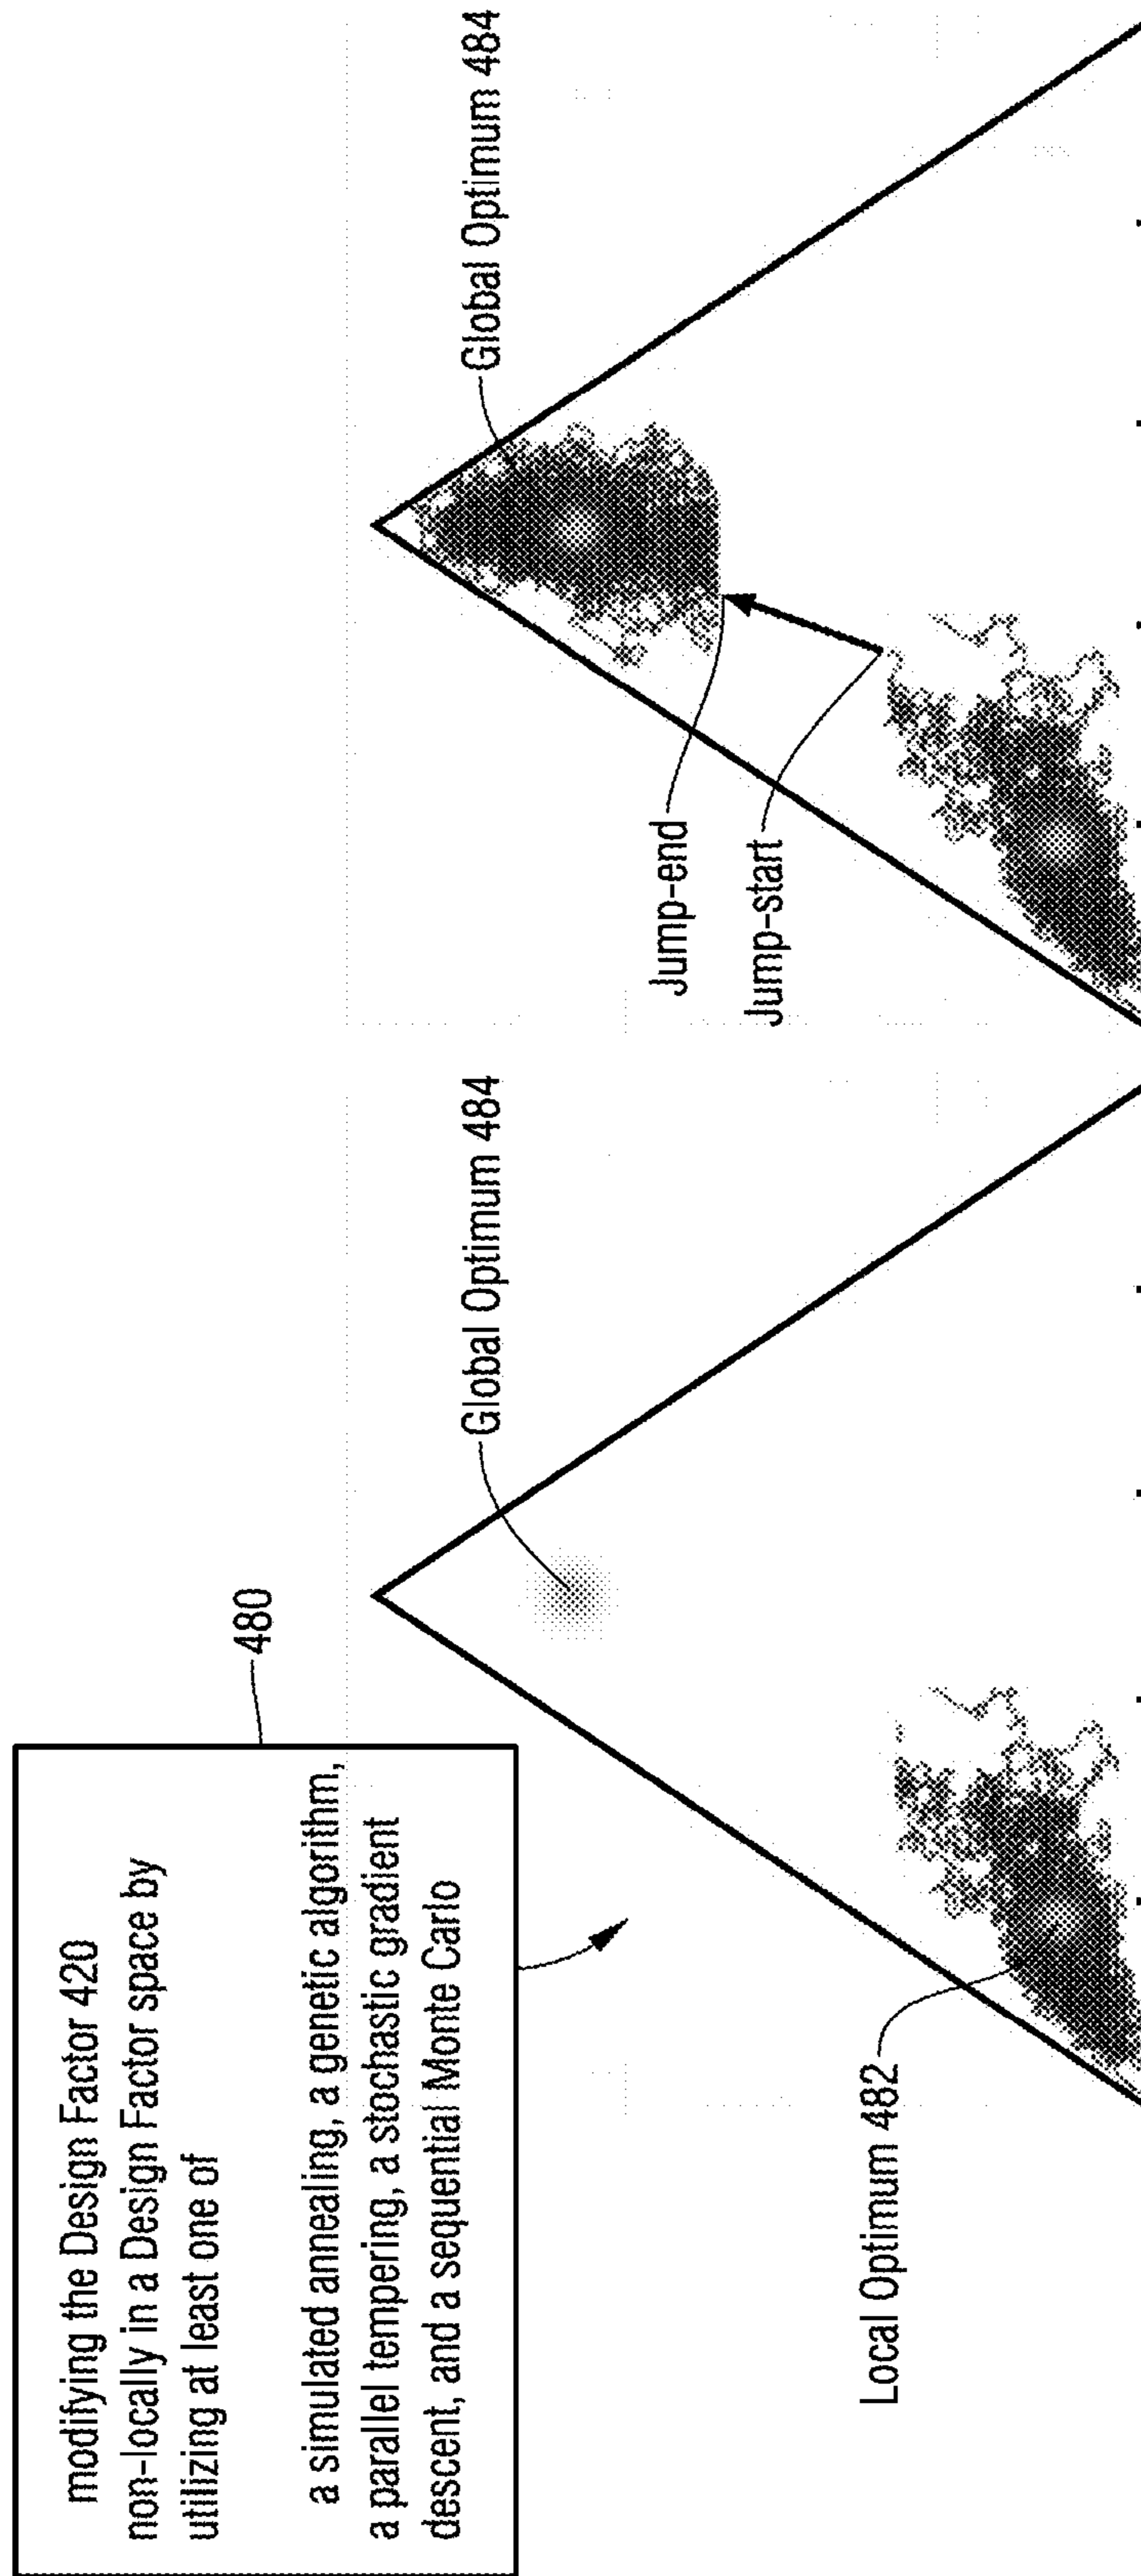 modifying the Design Factor 420
non-locally in a Design Factor space by
utilizing at least one of
a simulated annealing, a genetic algorithm,
a parallel tempering, a stochastic gradient
descent, and a sequential Monte Carlo
480
Global Optimum 484
Local Optimum 482
Global Optimum 484
Jump-end
Jump-start